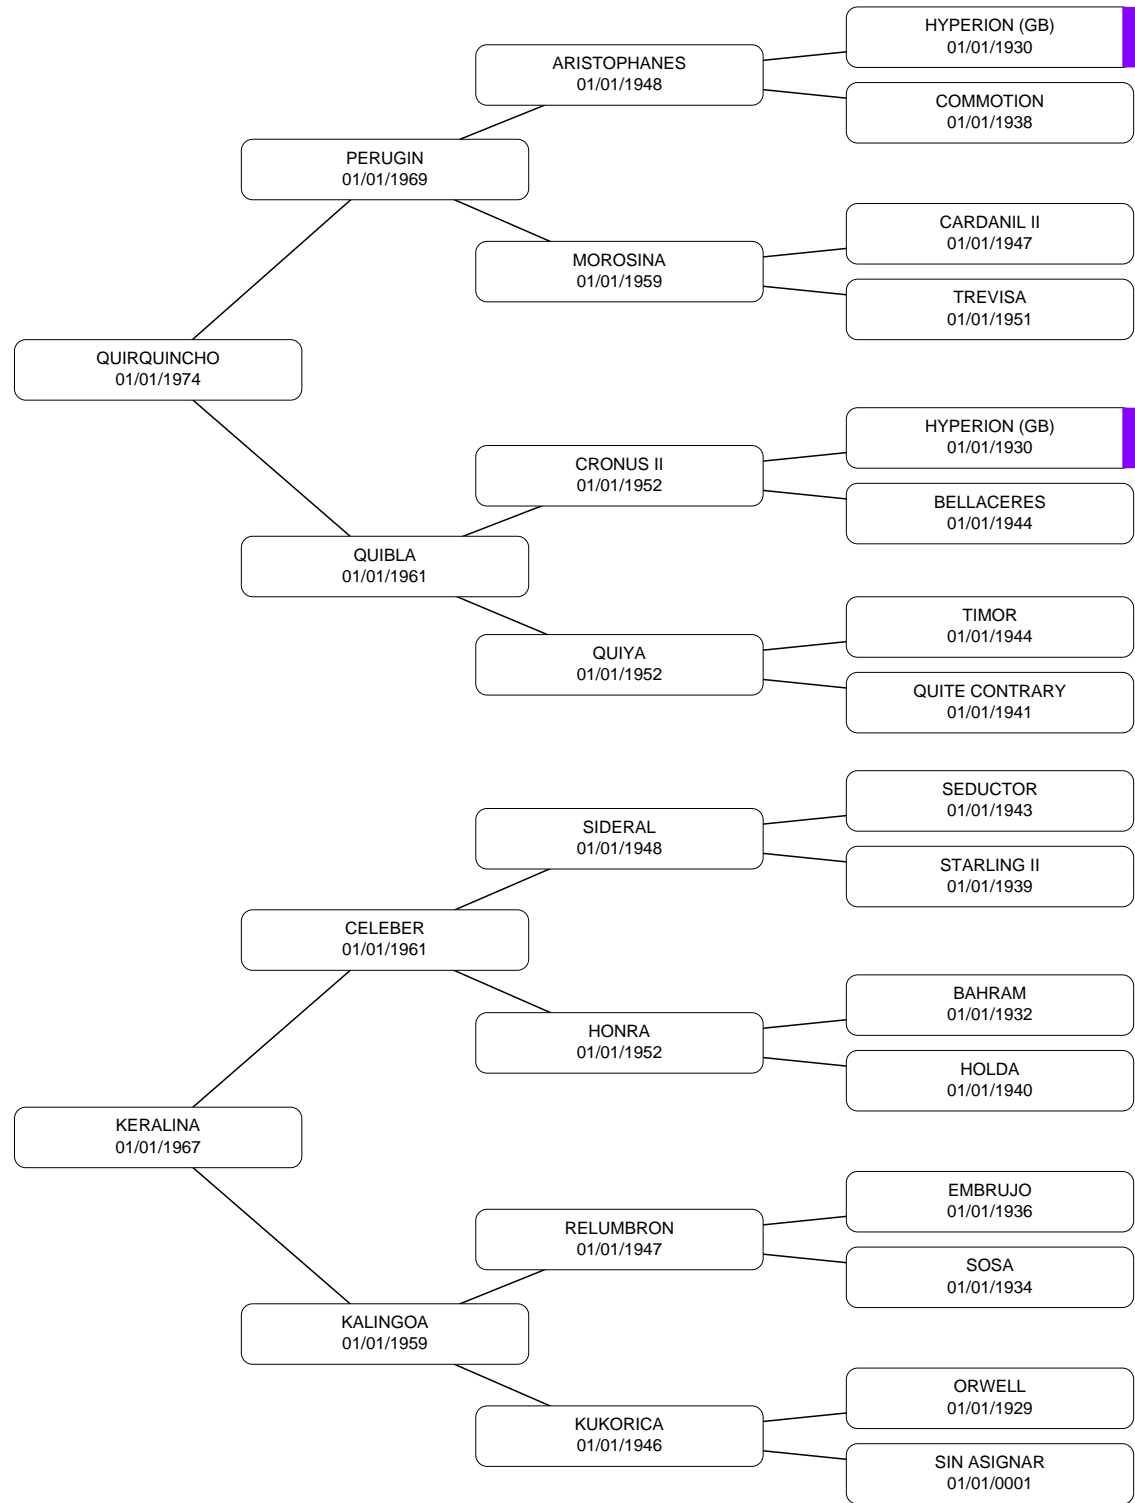 HYPERION (GB)
01/01/1930
ARISTOPHANES
01/01/1948
COMMOTION
01/01/1938
PERUGIN
01/01/1969
CARDANIL II
01/01/1947
MOROSINA
01/01/1959
TREVISA
01/01/1951
QUIRQUINCHO
01/01/1974
HYPERION (GB)
01/01/1930
CRONUS II
01/01/1952
BELLACERES
01/01/1944
QUIBLA
01/01/1961
TIMOR
01/01/1944
QUIYA
01/01/1952
QUITE CONTRARY
01/01/1941
SEDUCTOR
01/01/1943
SIDERAL
01/01/1948
STARLING II
01/01/1939
CELEBER
01/01/1961
BAHRAM
01/01/1932
HONRA
01/01/1952
HOLDA
01/01/1940
KERALINA
01/01/1967
EMBRUJO
01/01/1936
RELUMBRON
01/01/1947
SOSA
01/01/1934
KALINGOA
01/01/1959
ORWELL
01/01/1929
KUKORICA
01/01/1946
SIN ASIGNAR
01/01/0001